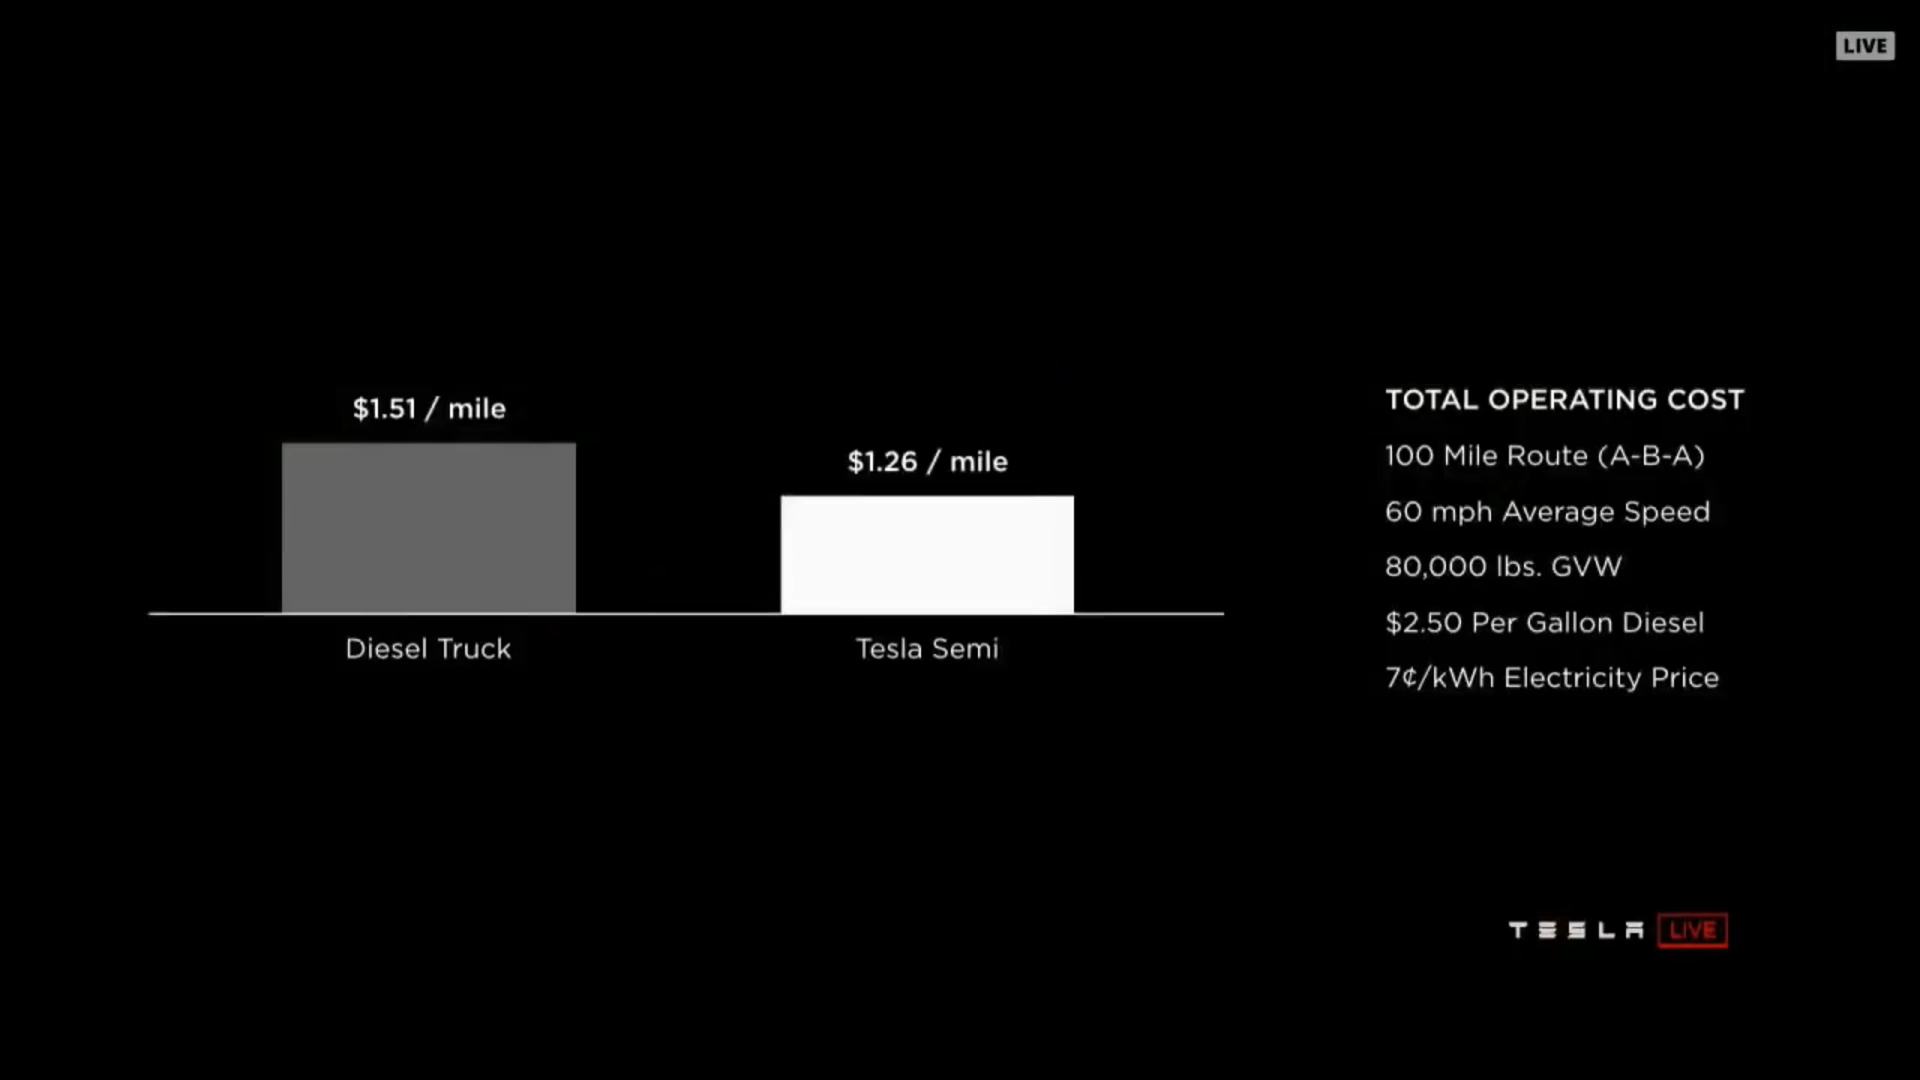 LIVE
$1.51 / mile
$1.26 / mile
Diesel Truck
Tesla Semi
TOTAL OPERATING COST
100 Mile Route (A-B-A)
60 mph Average Speed
80,000 lbs. GVW
$2.50 Per Gallon Diesel
7¢/kWh Electricity Price
TESLA LIVE